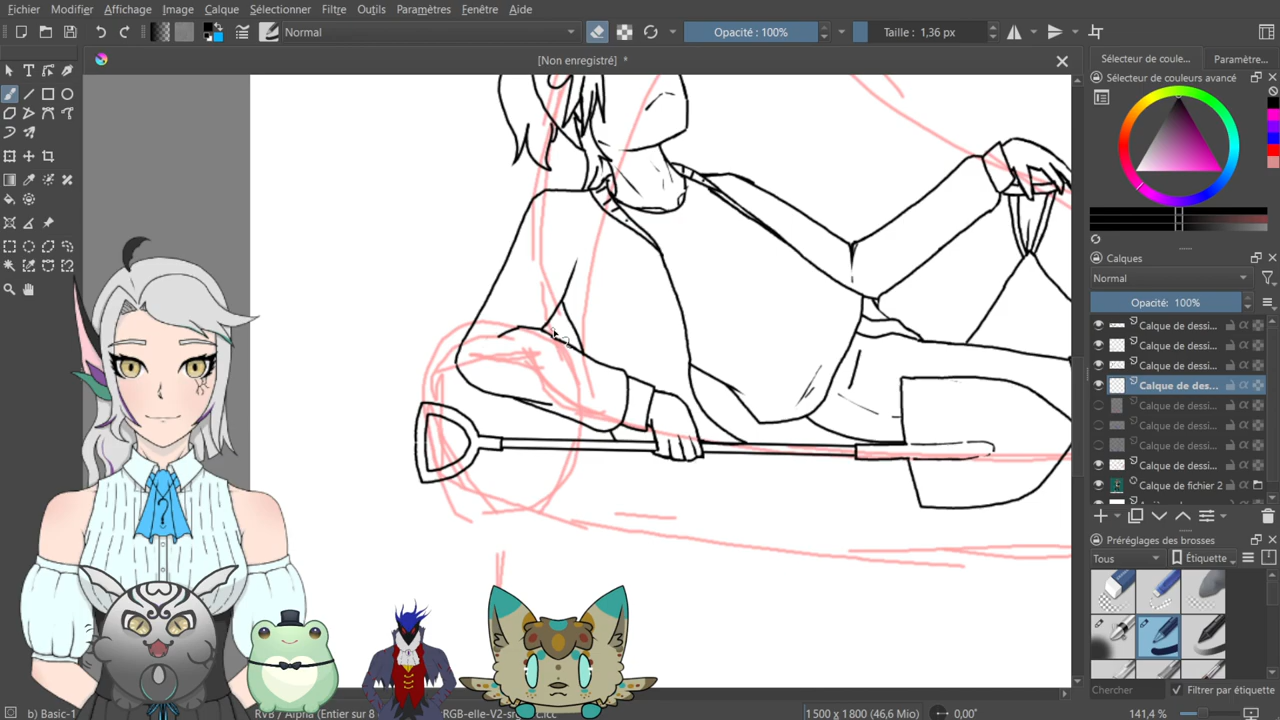 Fichier Modifier Affichage Image Calque Sélectionner Filtre Outils Paramètres Fenêtre Aide
Normal
Opacité : 100%
Taille : 1,36 px
[Non enregistré] *
Sélecteur de coule...
Paramètre...
Sélecteur de couleurs avancé
Calques
Normal
Opacité: 100%
Calque de dessi...
Calque de dessi...
Calque de dessi...
Calque de des...
Calque de dessi...
Calque de dessi...
Calque de dessi...
Calque de dessi...
Calque de fichier 2
Préréglages des brosses
Tous
Étiquette
Chercher
Filtrer par étiquette
b) Basic-1
RVB / Alpha (Entier sur 8
1 500 x 1 800 (46,6 Mio)
0,00°
141,4 %